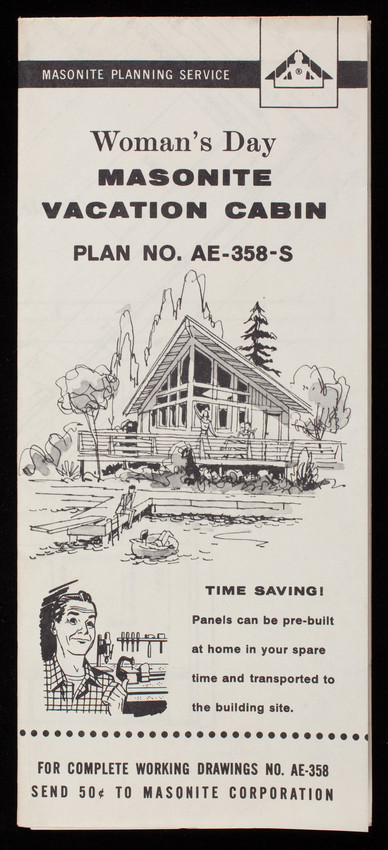 MASONITE PLANNING SERVICE
®
Woman's Day
MASONITE
VACATION CABIN
PLAN NO. AE-358-S
TIME SAVING!
Panels can be pre-built
at home in your spare
time and transported to
the building site.
FOR COMPLETE WORKING DRAWINGS NO. AE-358
SEND 50¢ TO MASONITE CORPORATION